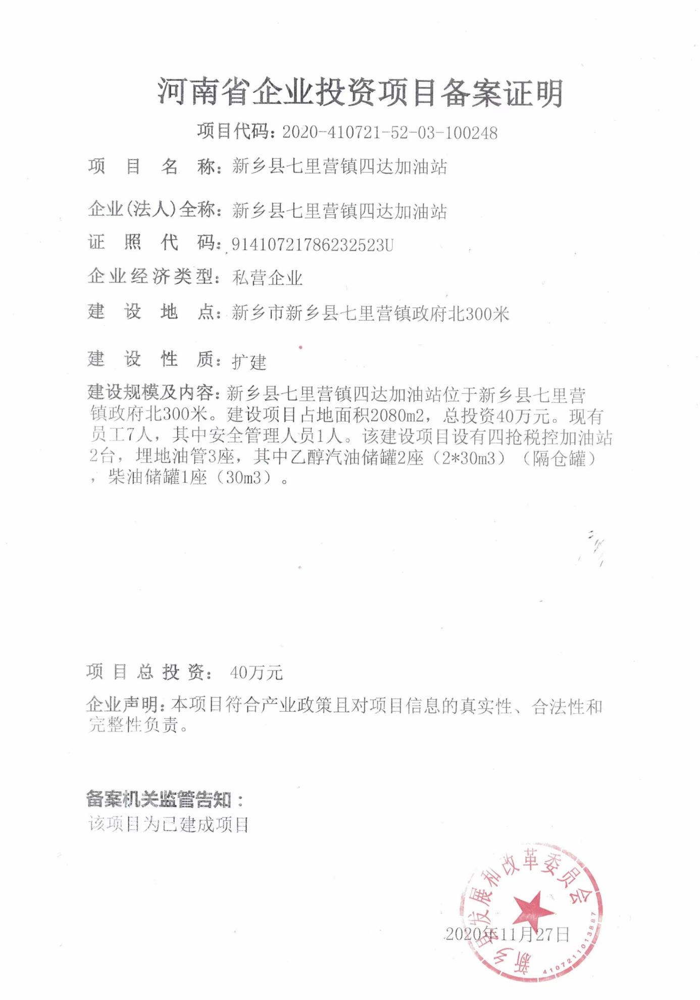 河南省企业投资项目备案证明
项目代码：2020-410721-52-03-100248
项目名称：新乡县七里营镇四达加油站
企业(法人)全称：新乡县七里营镇四达加油站
证照代码：91410721786232523U
企业经济类型：私营企业
建设地点：新乡市新乡县七里营镇政府北300米
建设性质：扩建
建设规模及内容：新乡县七里营镇四达加油站位于新乡县七里营
镇政府北300米。建设项目占地面积2080m2，总投资40万元。现有
员工7人，其中安全管理人员1人。该建设项目设有四抢税控加油站
2台，埋地油管3座，其中乙醇汽油储罐2座（2*30m3）（隔仓罐）
，柴油储罐1座（30m3）。
项目总投资：40万元
企业声明：本项目符合产业政策且对项目信息的真实性、合法性和
完整性负责。
备案机关监管告知：
该项目为已建成项目
新乡县发展和改革委员会
2020年11月27日
4107211013887